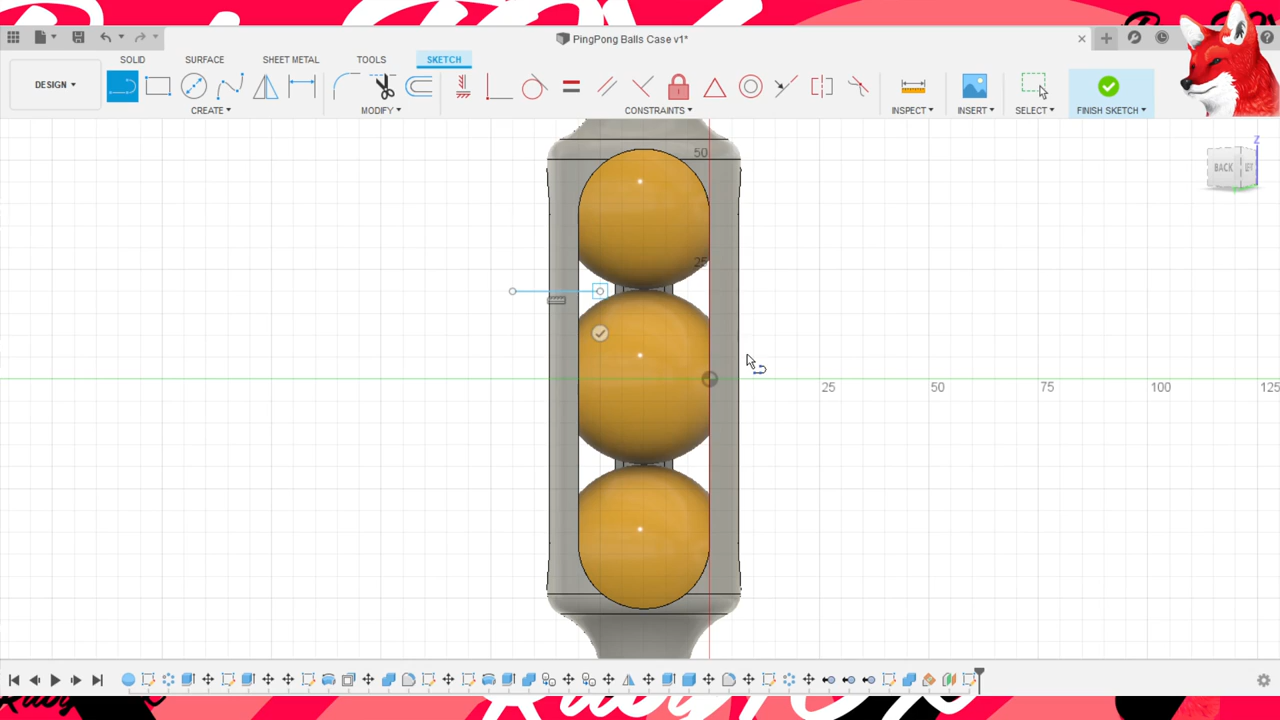 PingPong Balls Case v1*
SOLID SURFACE SHEET METAL TOOLS SKETCH
DESIGN
CREATE MODIFY CONSTRAINTS INSPECT INSERT SELECT FINISH SKETCH
50
Z
BACK
25
25 50 75 100 125